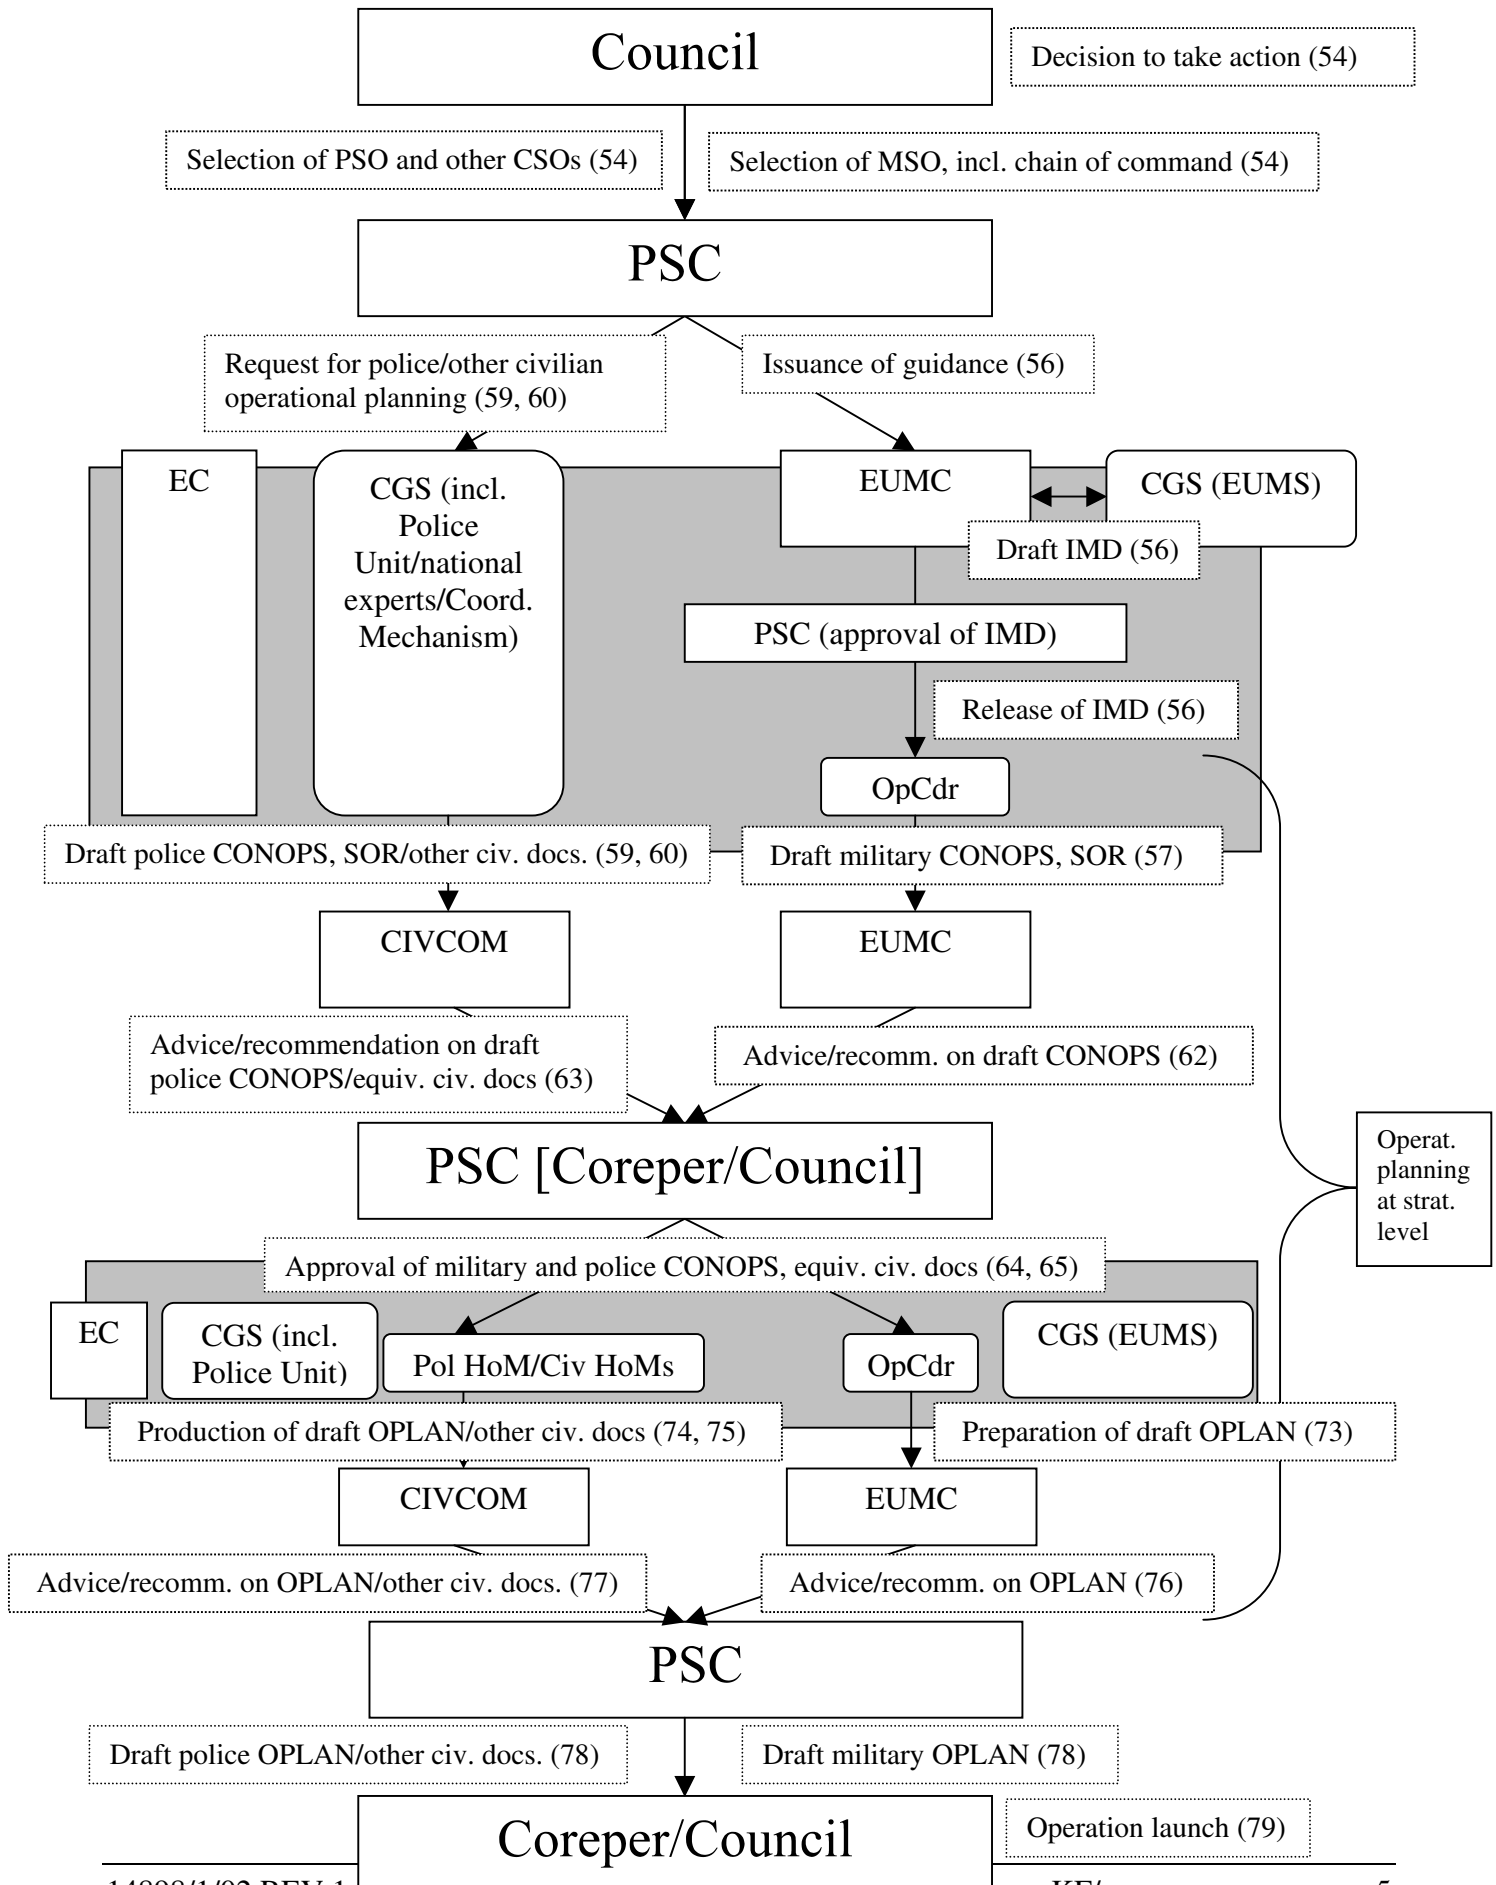 Council
Decision to take action (54)
Selection of PSO and other CSOs (54)
Selection of MSO, incl. chain of command (54)
PSC
Request for police/other civilian
operational planning (59, 60)
Issuance of guidance (56)
EC
CGS (incl.
Police
Unit/national
experts/Coord.
Mechanism)
EUMC
CGS (EUMS)
Draft IMD (56)
PSC (approval of IMD)
Release of IMD (56)
OpCdr
Draft police CONOPS, SOR/other civ. docs. (59, 60)
Draft military CONOPS, SOR (57)
CIVCOM
EUMC
Advice/recommendation on draft
police CONOPS/equiv. civ. docs (63)
Advice/recomm. on draft CONOPS (62)
PSC [Coreper/Council]
Operat.
planning
at strat.
level
Approval of military and police CONOPS, equiv. civ. docs (64, 65)
EC
CGS (incl.
Police Unit)
Pol HoM/Civ HoMs
OpCdr
CGS (EUMS)
Production of draft OPLAN/other civ. docs (74, 75)
Preparation of draft OPLAN (73)
CIVCOM
EUMC
Advice/recomm. on OPLAN/other civ. docs. (77)
Advice/recomm. on OPLAN (76)
PSC
Draft police OPLAN/other civ. docs. (78)
Draft military OPLAN (78)
Coreper/Council
Operation launch (79)